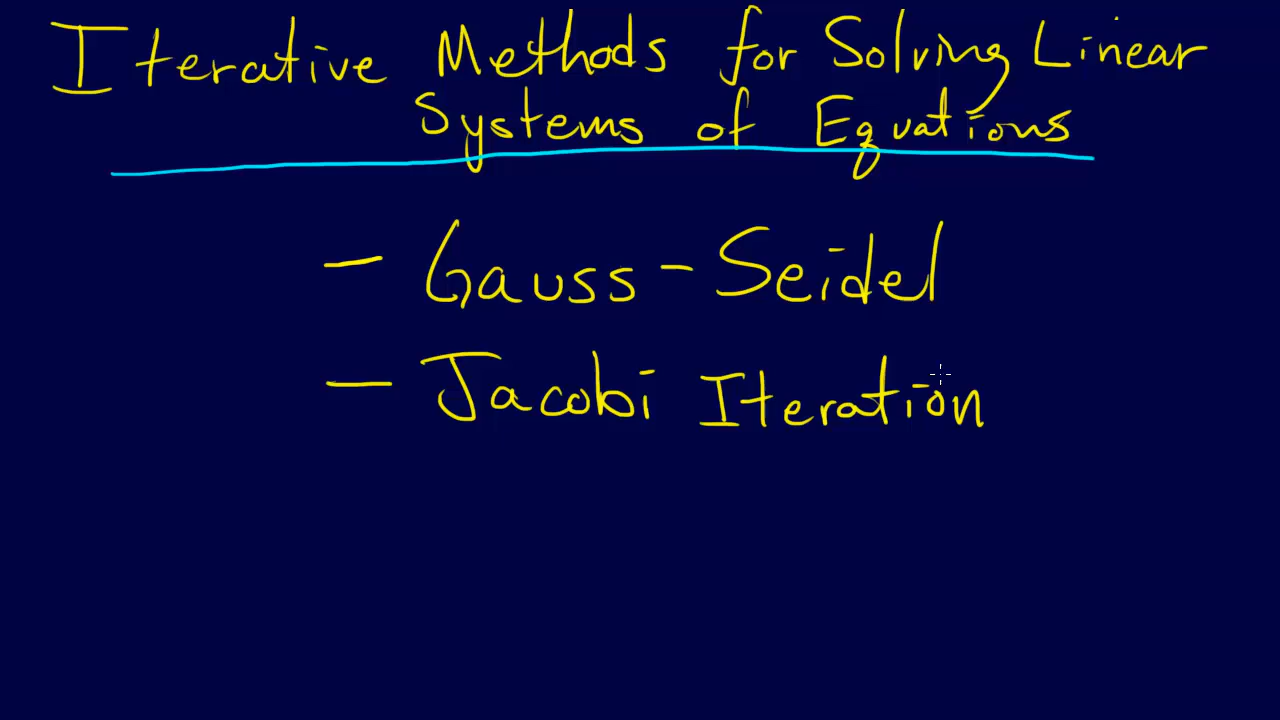 Iterative Methods for Solving Linear
Systems of Equations
- Gauss-Seidel
- Jacobi Iteration